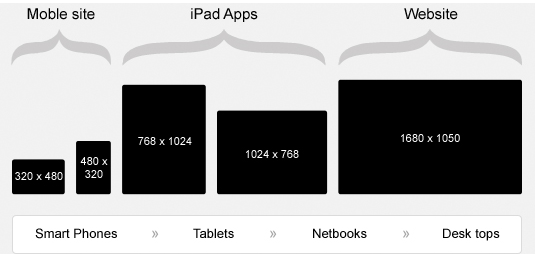 Moble site
iPad Apps
Website
320 x 480
480 x
320
768 x 1024
1024 x 768
1680 x 1050
Smart Phones » Tablets » Netbooks » Desk tops